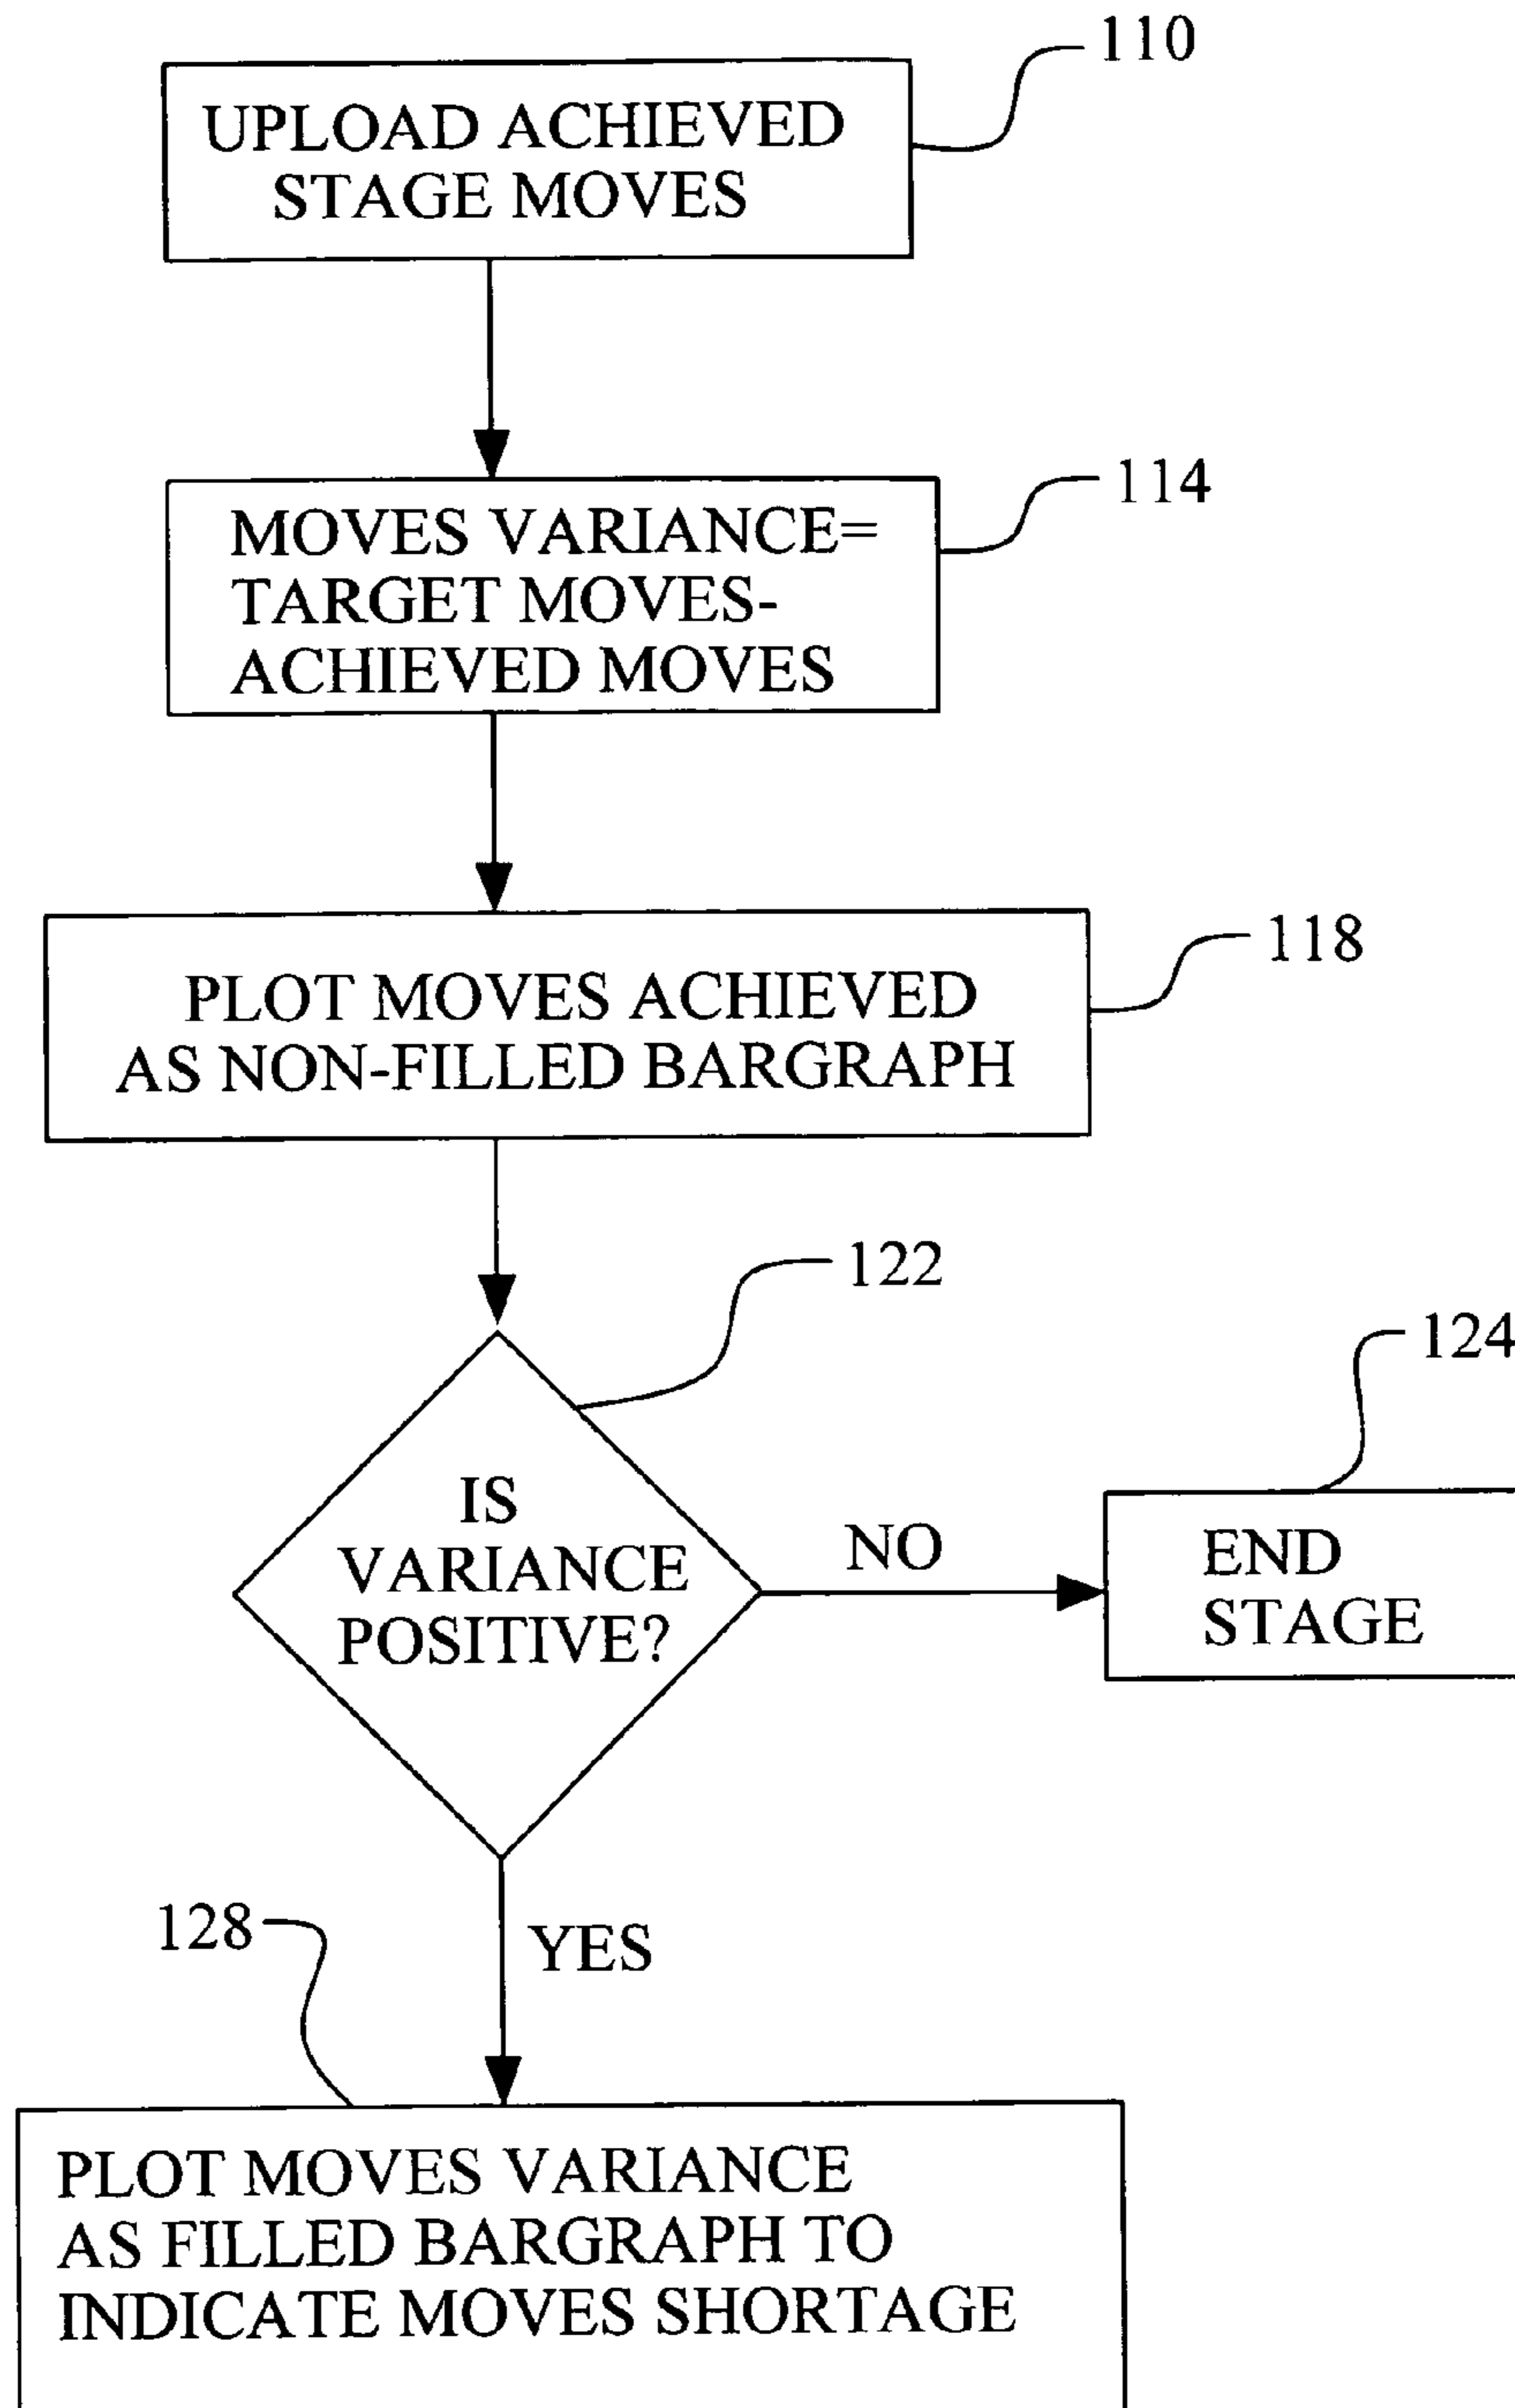 110
UPLOAD ACHIEVED
STAGE MOVES
114
MOVES VARIANCE=
TARGET MOVES-
ACHIEVED MOVES
118
PLOT MOVES ACHIEVED
AS NON-FILLED BARGRAPH
122
124
IS
VARIANCE
POSITIVE?
NO
END
STAGE
128
YES
PLOT MOVES VARIANCE
AS FILLED BARGRAPH TO
INDICATE MOVES SHORTAGE